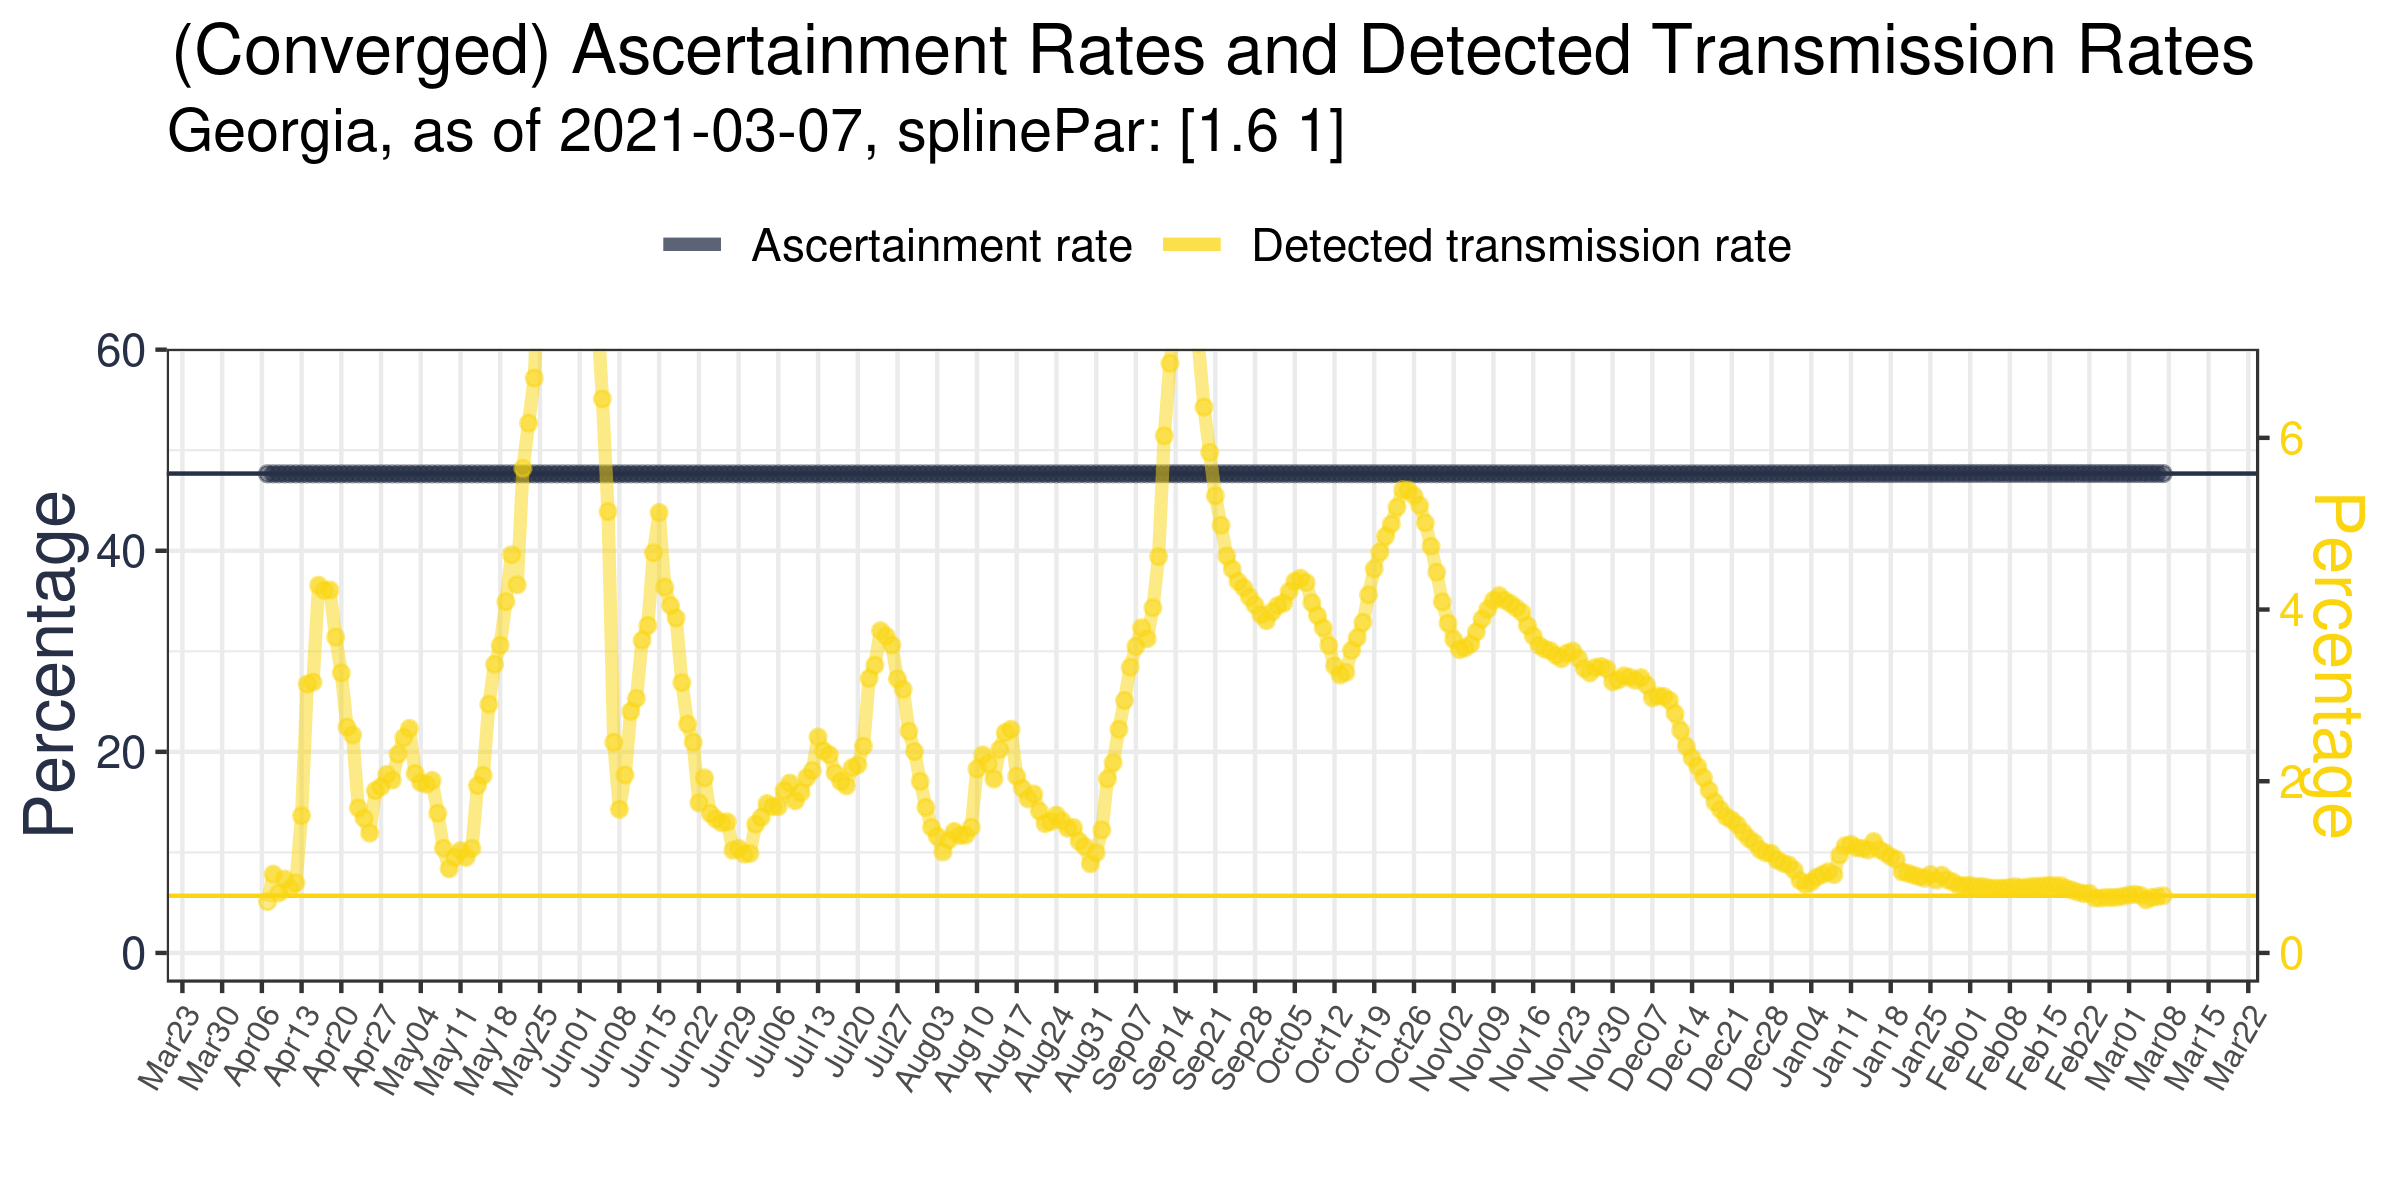 (Converged) Ascertainment Rates and Detected Transmission Rates
Georgia, as of 2021-03-07, splinePar: [1.6 1]
Ascertainment rate Detected transmission rate
Percentage
60
40
20
0
Percentage
6
4
2
0
Mar23 Mar30 Apr06 Apr13 Apr20 Apr27 May04 May11 May18 May25 Jun01 Jun08 Jun15 Jun22 Jun29 Jul06 Jul13 Jul20 Jul27 Aug03 Aug10 Aug17 Aug24 Aug31 Sep07 Sep14 Sep21 Sep28 Oct05 Oct12 Oct19 Oct26 Nov02 Nov09 Nov16 Nov23 Nov30 Dec07 Dec14 Dec21 Dec28 Jan04 Jan11 Jan18 Jan25 Feb01 Feb08 Feb15 Feb22 Mar01 Mar08 Mar15 Mar22